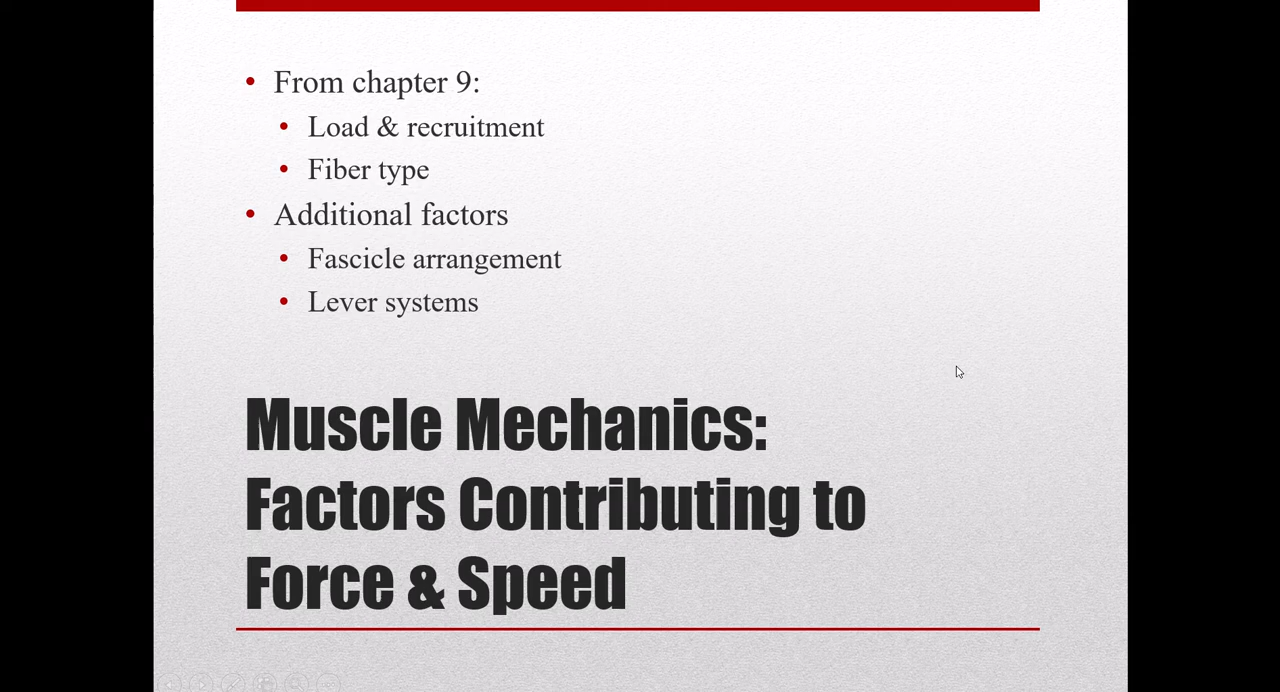 • From chapter 9:
• Load & recruitment
• Fiber type
• Additional factors
• Fascicle arrangement
• Lever systems
Muscle Mechanics:
Factors Contributing to
Force & Speed